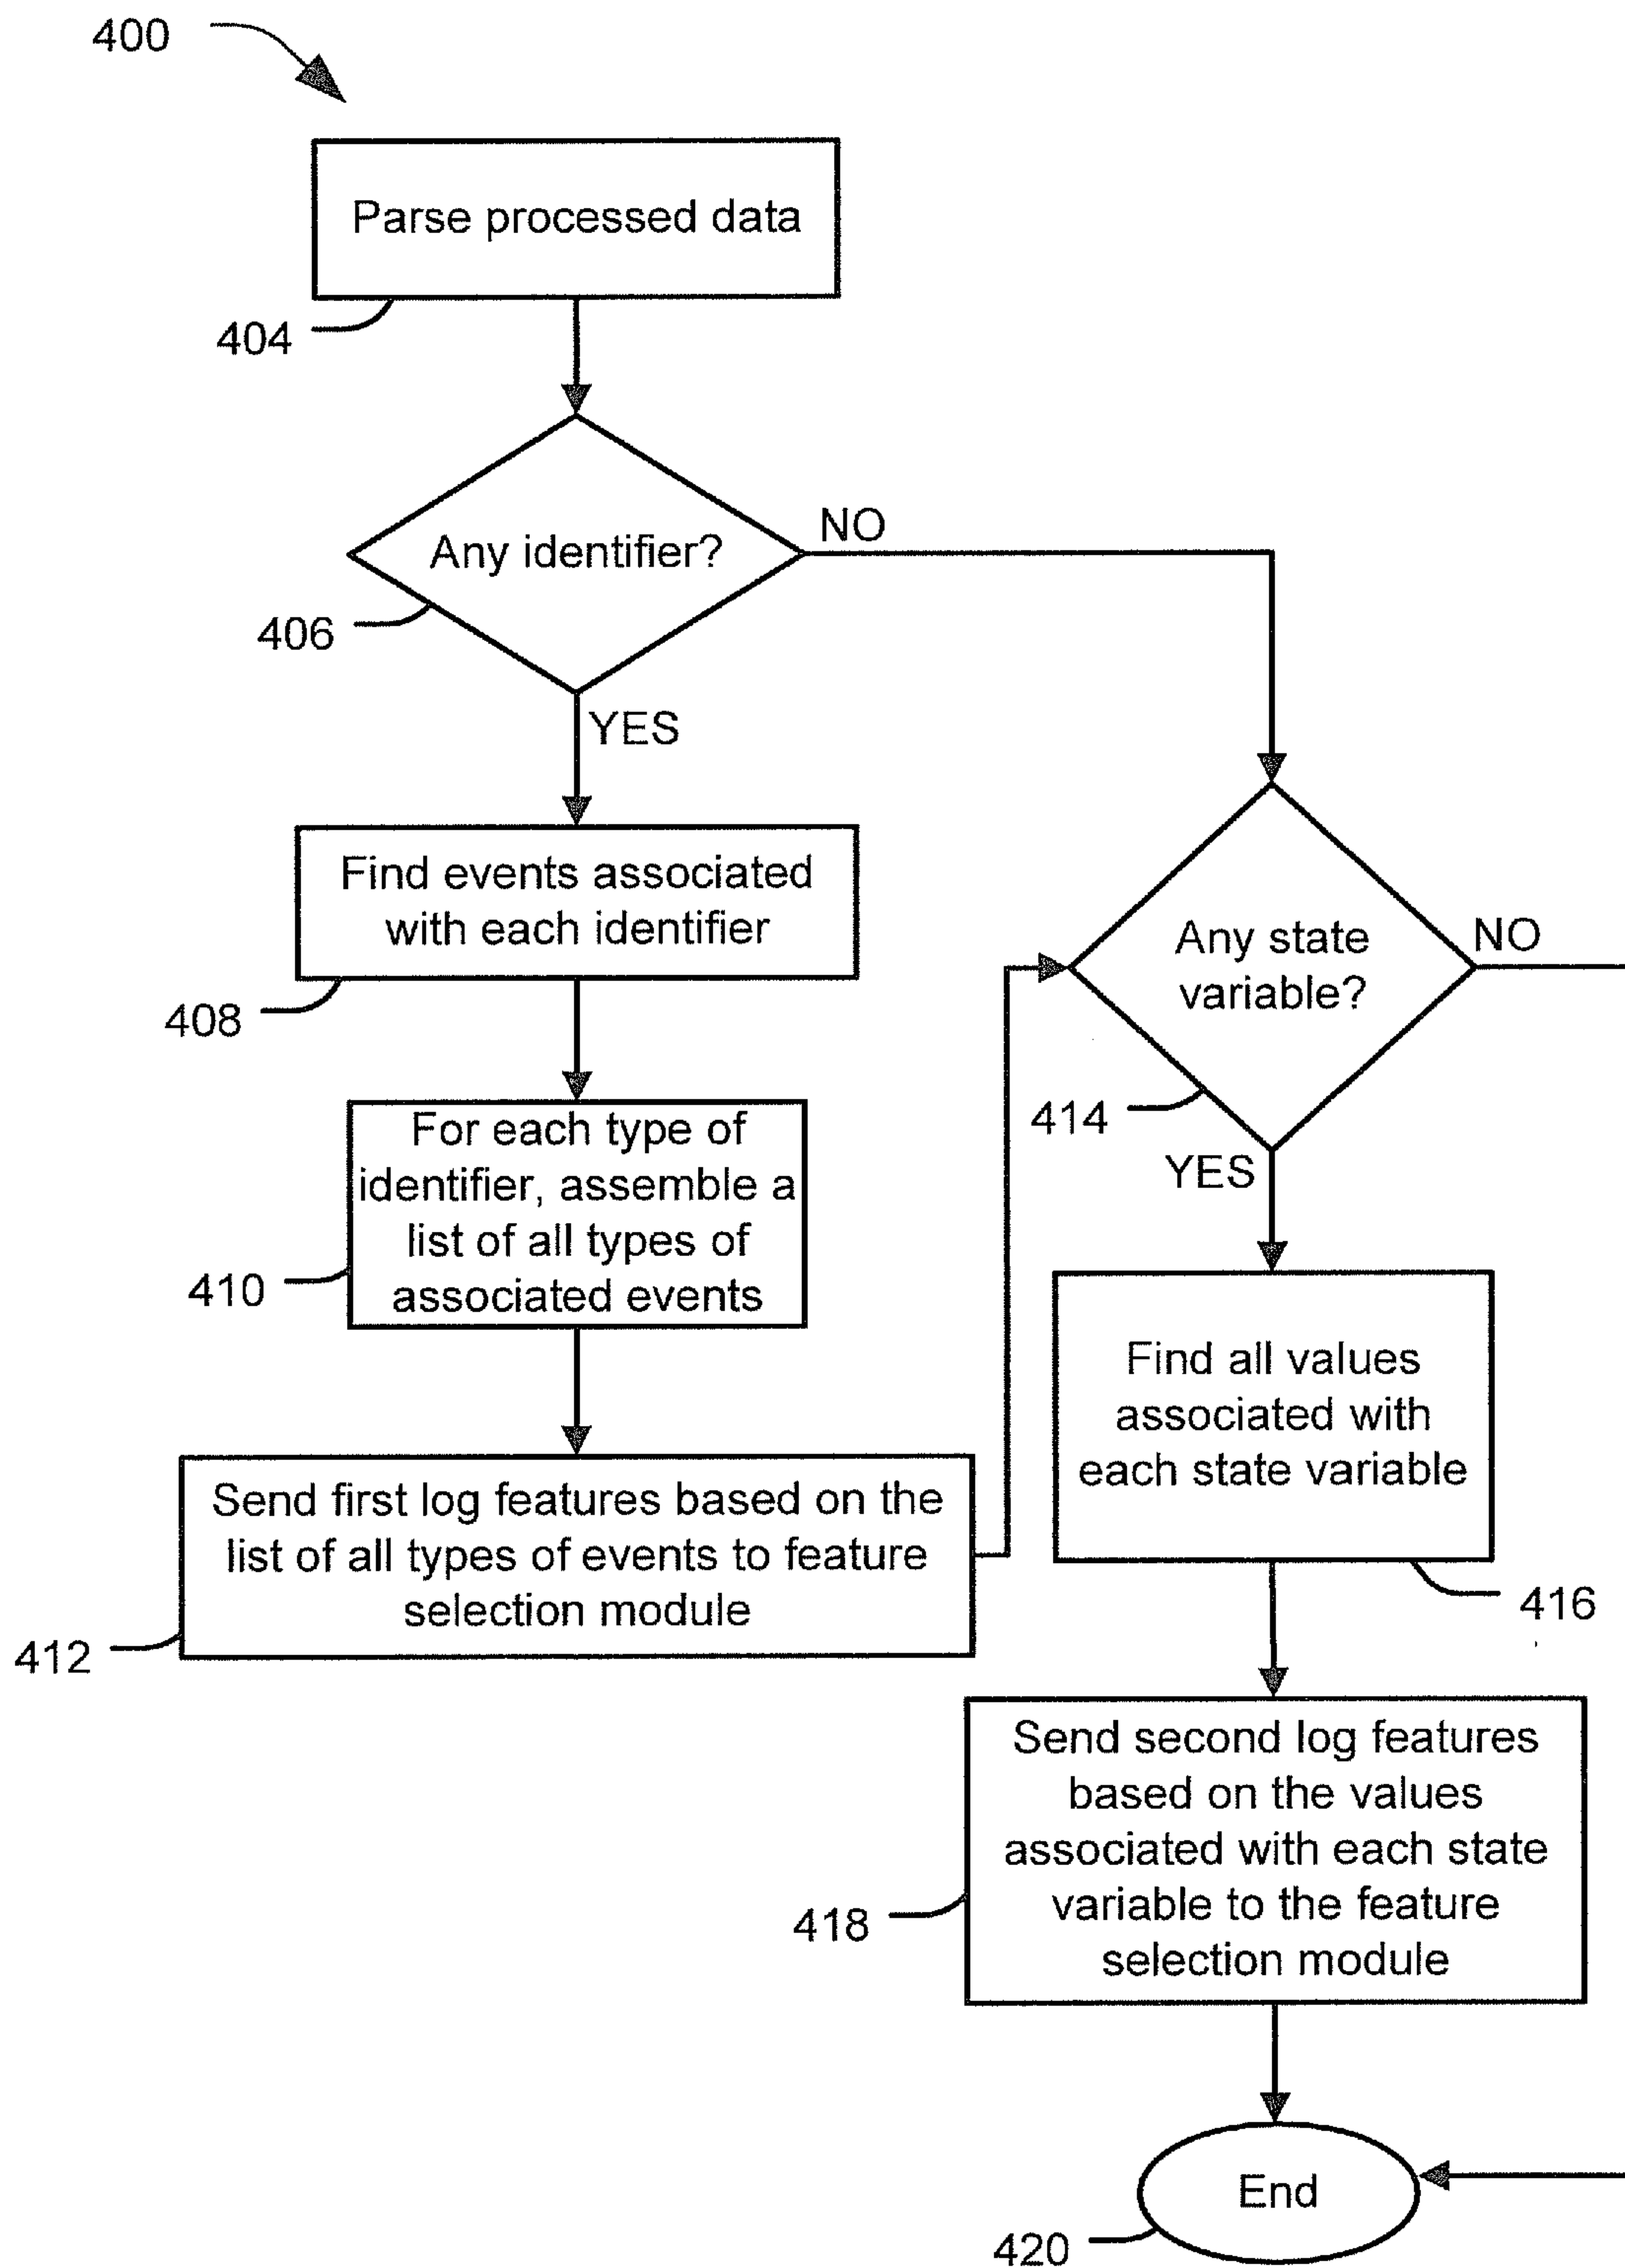 400
Parse processed data
404
Any identifier?
NO
406
YES
Find events associated
with each identifier
408
For each type of
identifier, assemble a
list of all types of
associated events
410
Send first log features based on the
list of all types of events to feature
selection module
412
Any state
variable?
NO
414
YES
Find all values
associated with
each state variable
416
Send second log features
based on the values
associated with each state
variable to the feature
selection module
418
End
420